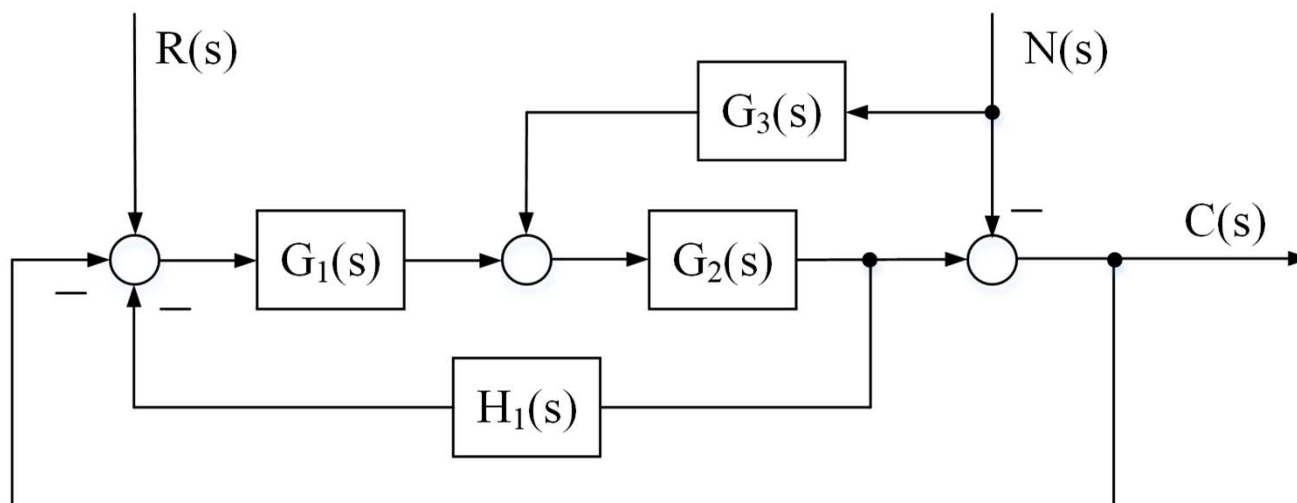 R(s)
N(s)
G₃(s)
C(s)
G₁(s)
G₂(s)
–
–
–
H₁(s)